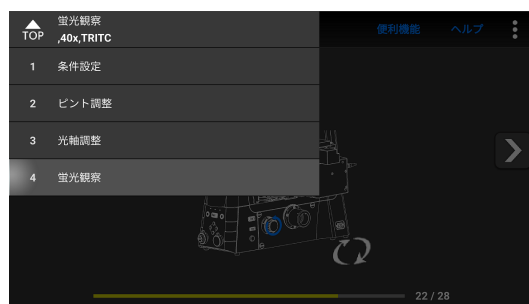 TOP
蛍光観察
,40x,TRITC
便利機能
ヘルプ
1 条件設定
2 ピント調整
3 光軸調整
4 蛍光観察
22 / 28